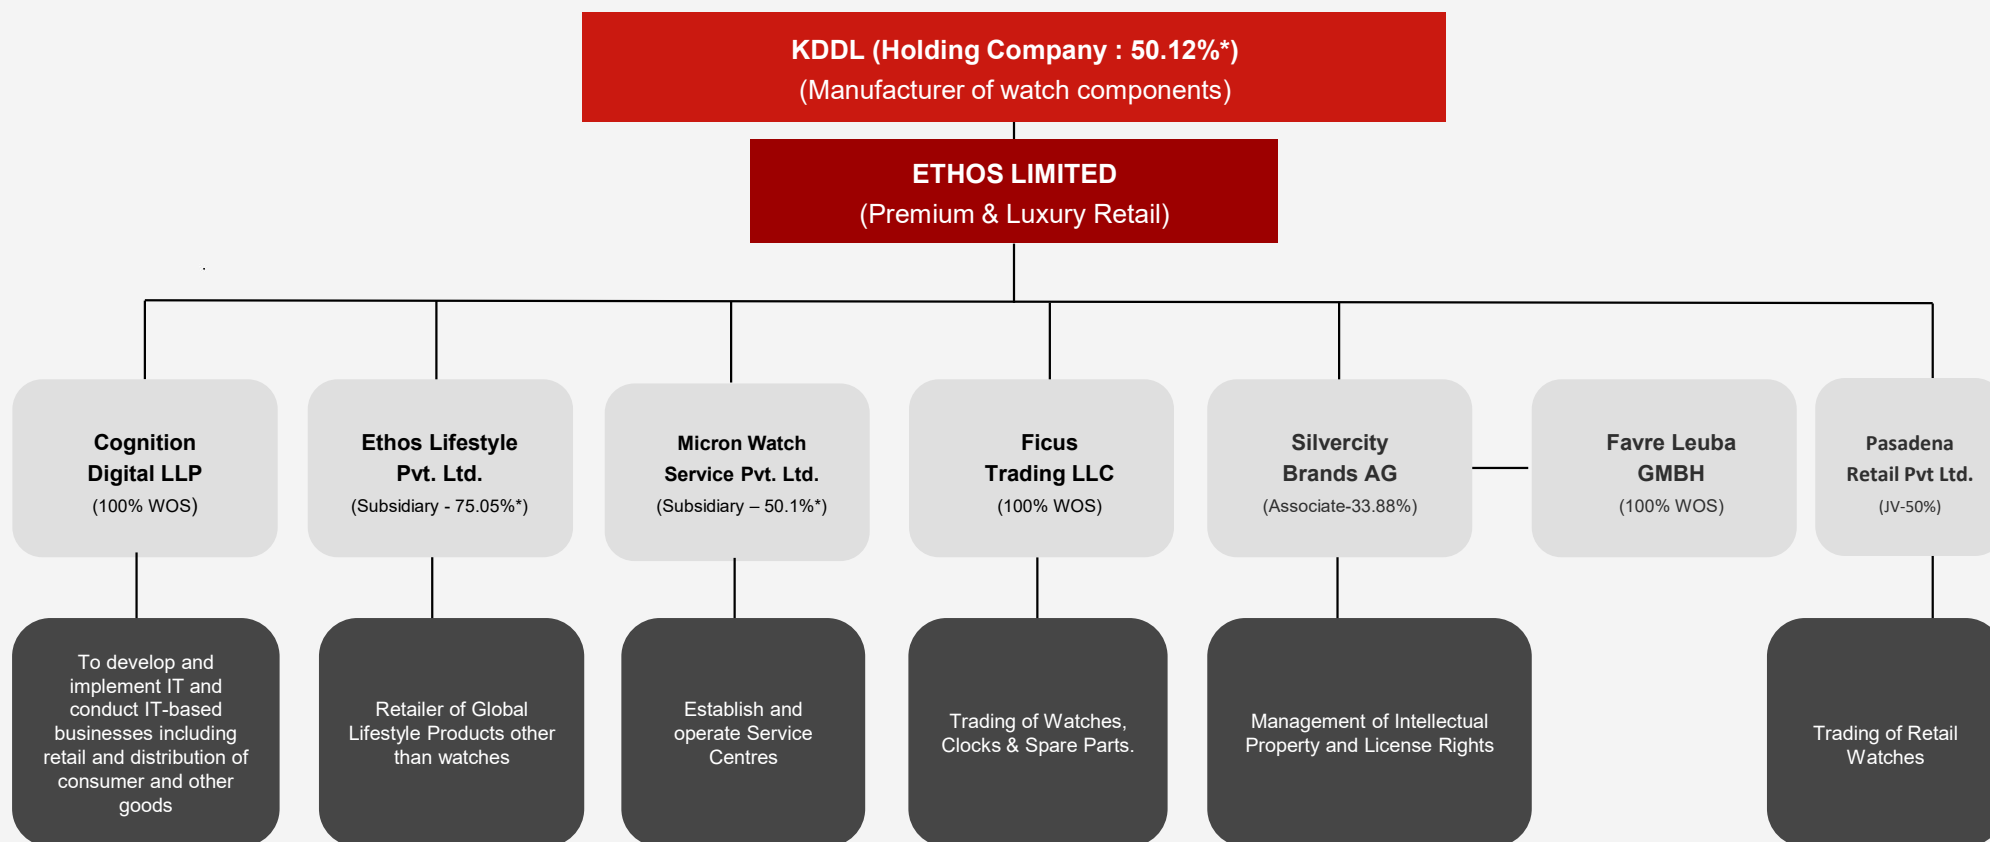 KDDL (Holding Company : 50.12%*)
(Manufacturer of watch components)
ETHOS LIMITED
(Premium & Luxury Retail)
Cognition
Digital LLP
(100% WOS)
Ethos Lifestyle
Pvt. Ltd.
(Subsidiary - 75.05%*)
Micron Watch
Service Pvt. Ltd.
(Subsidiary – 50.1%*)
Ficus
Trading LLC
(100% WOS)
Silvercity
Brands AG
(Associate-33.88%)
Favre Leuba
GMBH
(100% WOS)
Pasadena
Retail Pvt Ltd.
(JV-50%)
To develop and
implement IT and
conduct IT-based
businesses including
retail and distribution of
consumer and other
goods
Retailer of Global
Lifestyle Products other
than watches
Establish and
operate Service
Centres
Trading of Watches,
Clocks & Spare Parts.
Management of Intellectual
Property and License Rights
Trading of Retail
Watches